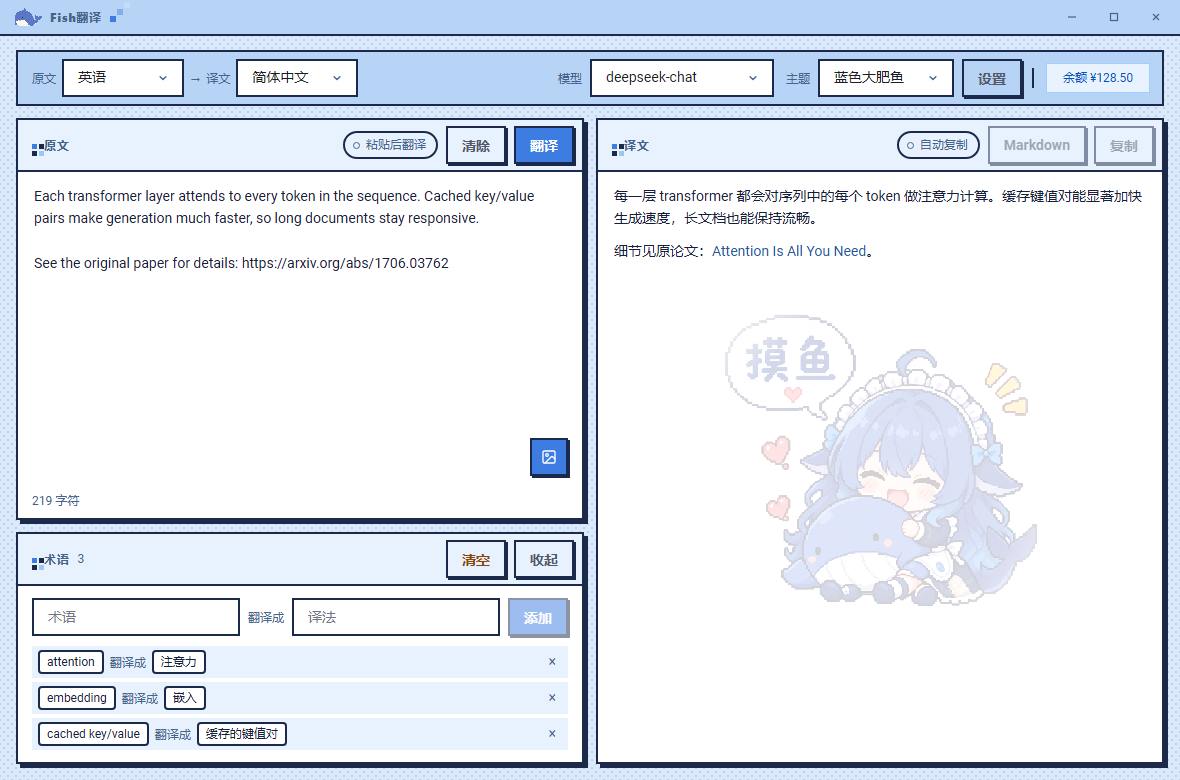 Fish翻译
原文 英语 → 译文 简体中文 模型 deepseek-chat 主题 蓝色大肥鱼 设置 余额 ¥128.50
原文 粘贴后翻译 清除 翻译
Each transformer layer attends to every token in the sequence. Cached key/value
pairs make generation much faster, so long documents stay responsive.
See the original paper for details: https://arxiv.org/abs/1706.03762
219 字符
术语 3 清空 收起
术语 翻译成 译法 添加
attention 翻译成 注意力 ×
embedding 翻译成 嵌入 ×
cached key/value 翻译成 缓存的键值对 ×
译文 自动复制 Markdown 复制
每一层 transformer 都会对序列中的每个 token 做注意力计算。缓存键值对能显著加快
生成速度，长文档也能保持流畅。
细节见原论文：Attention Is All You Need。
摸鱼